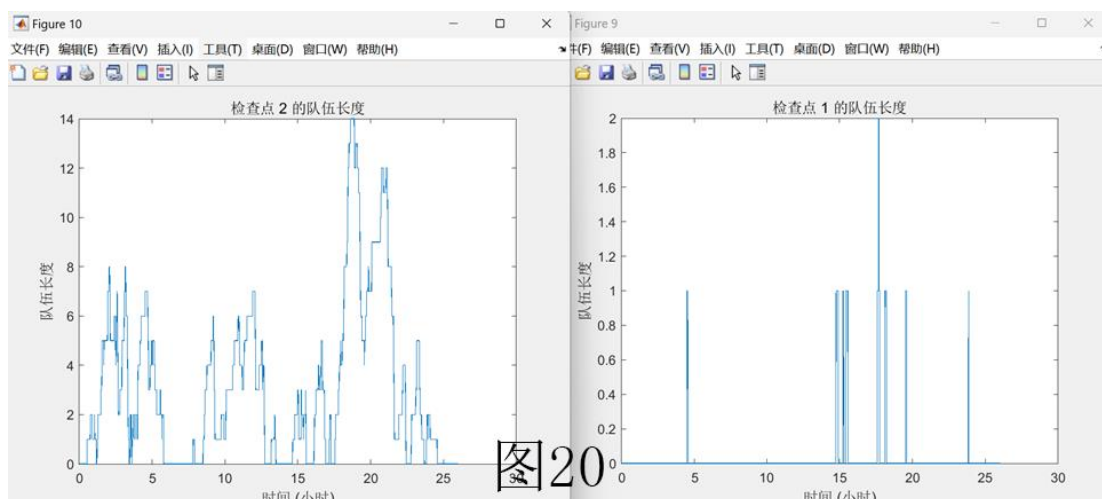 Figure 10
文件(F) 编辑(E) 查看(V) 插入(I) 工具(T) 桌面(D) 窗口(W) 帮助(H)
检查点 2 的队伍长度
14
12
10
8
6
4
2
0
队伍长度
0 5 10 15 20 25
时间 (小时)
Figure 9
件(F) 编辑(E) 查看(V) 插入(I) 工具(T) 桌面(D) 窗口(W) 帮助(H)
检查点 1 的队伍长度
2
1.8
1.6
1.4
1.2
1
0.8
0.6
0.4
0.2
0
队伍长度
0 5 10 15 20 25 30
时间 (小时)
图20